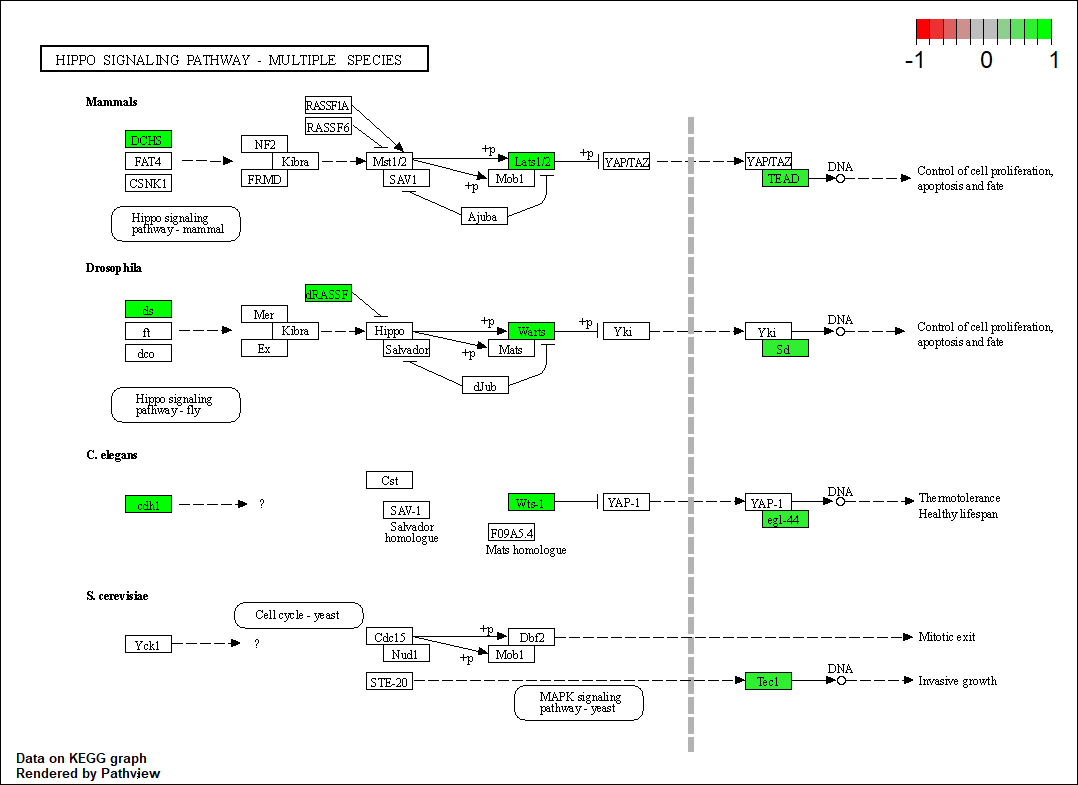 -1 0 1
HIPPO SIGNALING PATHWAY - MULTIPLE SPECIES
Mammals
RASSF1A
RASSF6
DCHS
FAT4
CSNK1
NF2
Kibra
FRMD
Mst1/2
SAV1
+p
+p
Lats1/2
Mob1
+p
YAP/TAZ
YAP/TAZ
TEAD
DNA
Control of cell proliferation,
apoptosis and fate
Ajuba
Hippo signaling
pathway - mammal
Drosophila
dRASSF
ds
ft
dco
Mer
Kibra
Ex
Hippo
Salvador
+p
+p
Warts
Mats
+p
Yki
Yki
Sd
DNA
Control of cell proliferation,
apoptosis and fate
dJub
Hippo signaling
pathway - fly
C. elegans
cdh1
?
Cst
SAV-1
Salvador
homologue
Wts-1
F09A5.4
Mats homologue
YAP-1
YAP-1
egl-44
DNA
Thermotolerance
Healthy lifespan
S. cerevisiae
Cell cycle - yeast
Yck1
?
Cdc15
Nud1
+p
+p
Dbf2
Mob1
Mitotic exit
STE-20
Tec1
DNA
Invasive growth
MAPK signaling
pathway - yeast
Data on KEGG graph
Rendered by Pathview